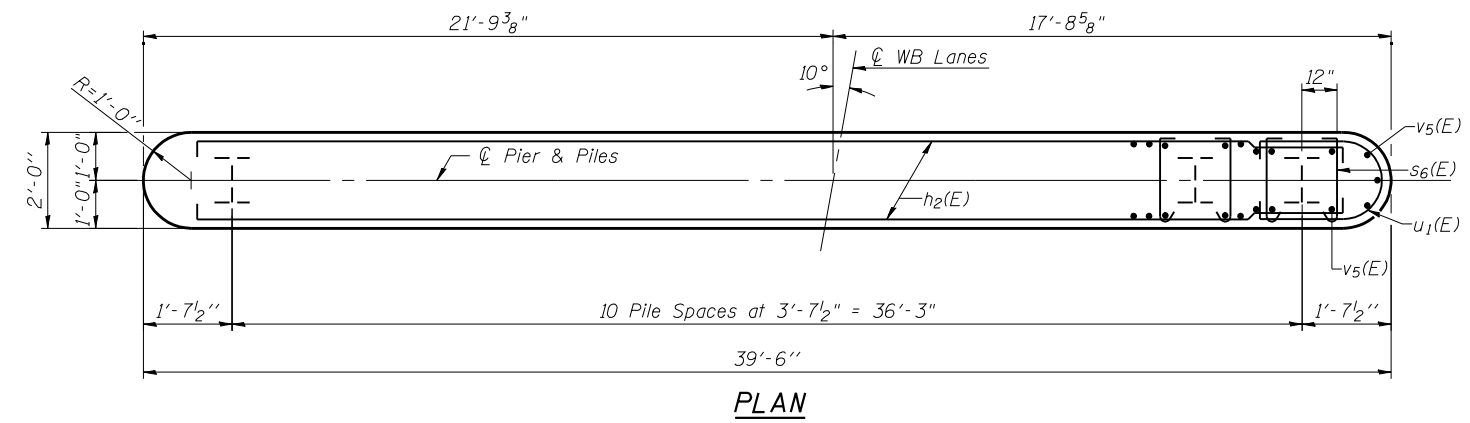 21'-9 3/8"
17'-8 5/8"
℄ WB Lanes
10°
12"
R=1'-0"
v5(E)
1'-0"
2'-0"
℄ Pier & Piles
s6(E)
1'-0"
h2(E)
u1(E)
v5(E)
1'-7 1/2"
10 Pile Spaces at 3'-7 1/2" = 36'-3"
1'-7 1/2"
39'-6"
PLAN